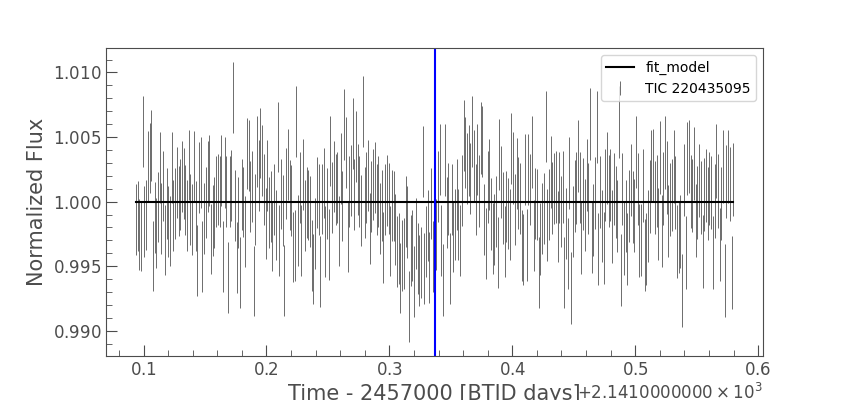 1.010
1.005
1.000
0.995
0.990
Normalized Flux
fit_model
TIC 220435095
0.1 0.2 0.3 0.4 0.5 0.6
Time - 2457000 [BTJD days]
+2.1410000000 × 10³